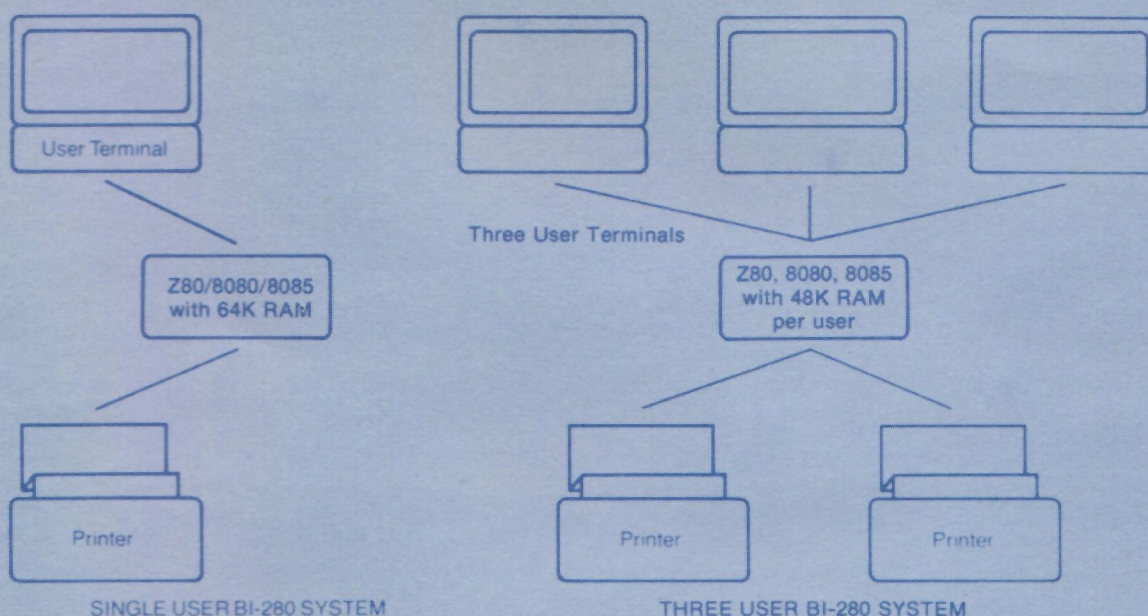 User Terminal
Three User Terminals
Z80/8080/8085
with 64K RAM
Z80, 8080, 8085
with 48K RAM
per user
Printer
Printer
Printer
SINGLE USER BI-280 SYSTEM
THREE USER BI-280 SYSTEM